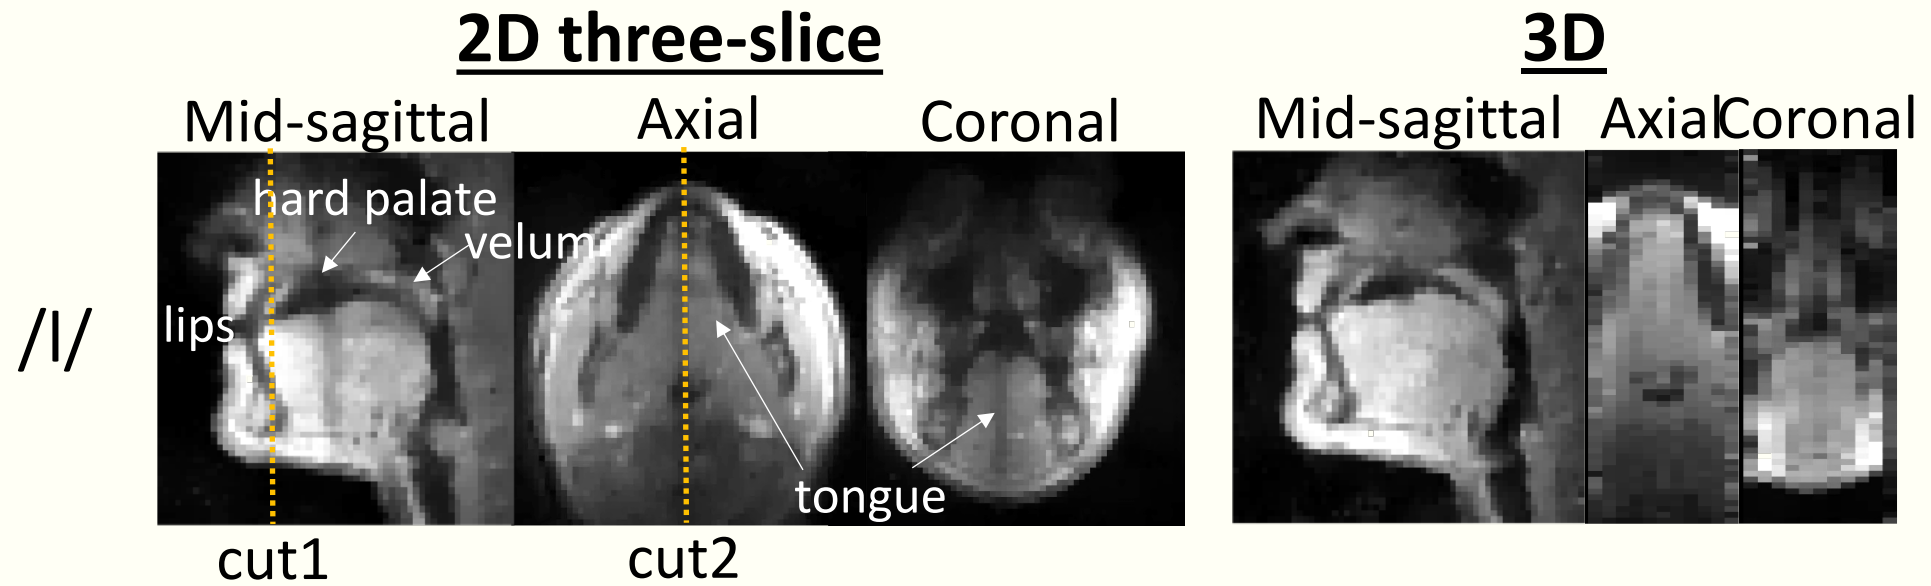 2D three-slice 3D
Mid-sagittal Axial Coronal Mid-sagittal Axial Coronal
hard palate
velum
lips
/l/
tongue
cut1 cut2